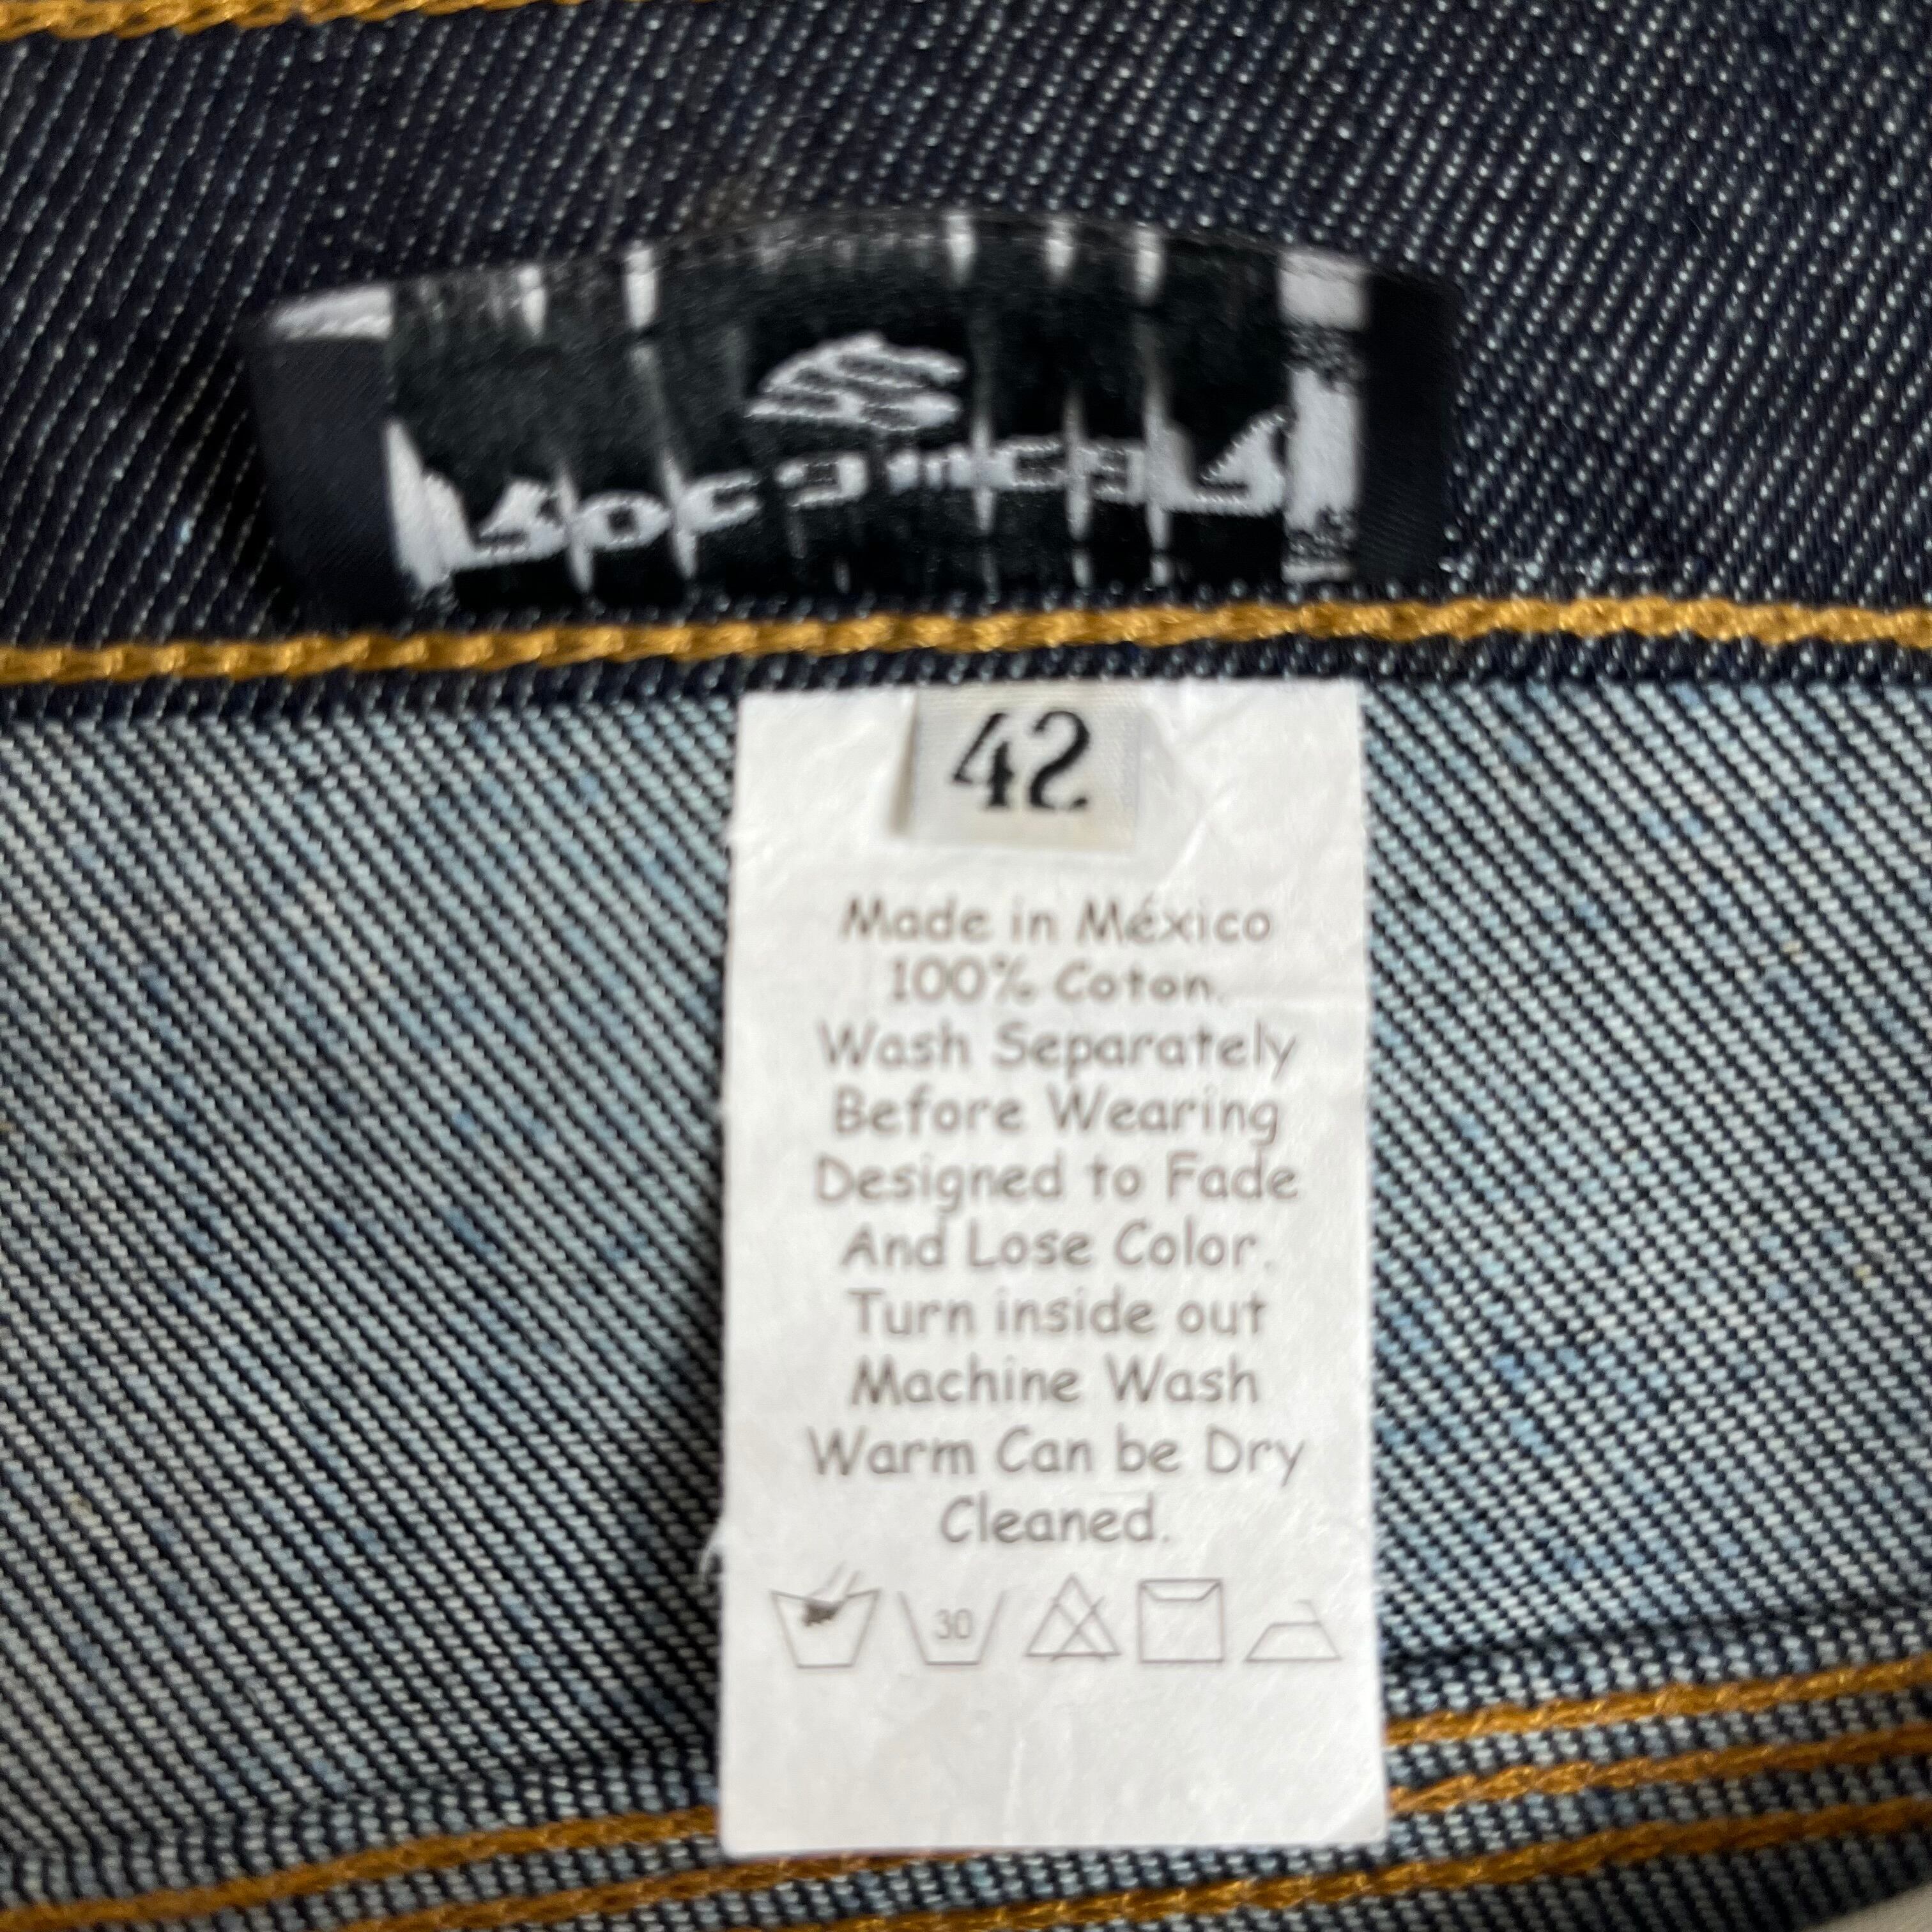 42
Made in México
100% Coton.
Wash Separately
Before Wearing
Designed to Fade
And Lose Color.
Turn inside out
Machine Wash
Warm Can be Dry
Cleaned.
30